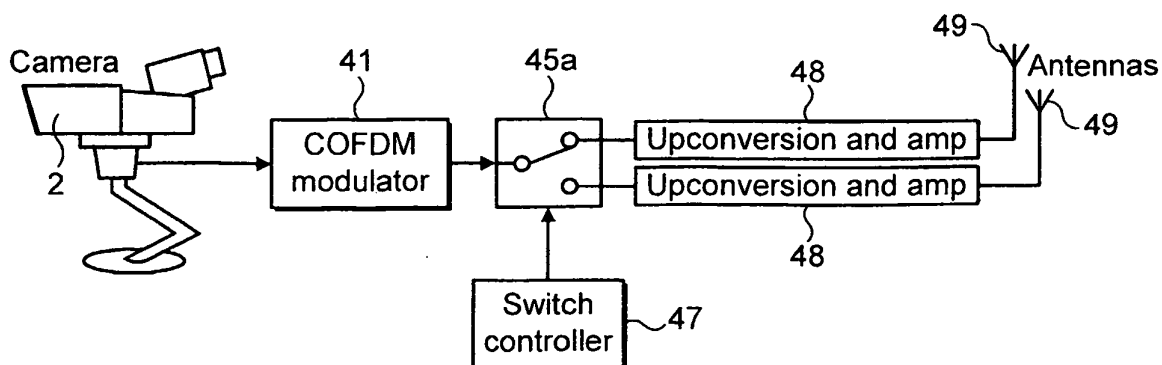 Camera
2
41
COFDM
modulator
45a
48
Upconversion and amp
Upconversion and amp
48
49
Antennas
49
Switch
controller
47